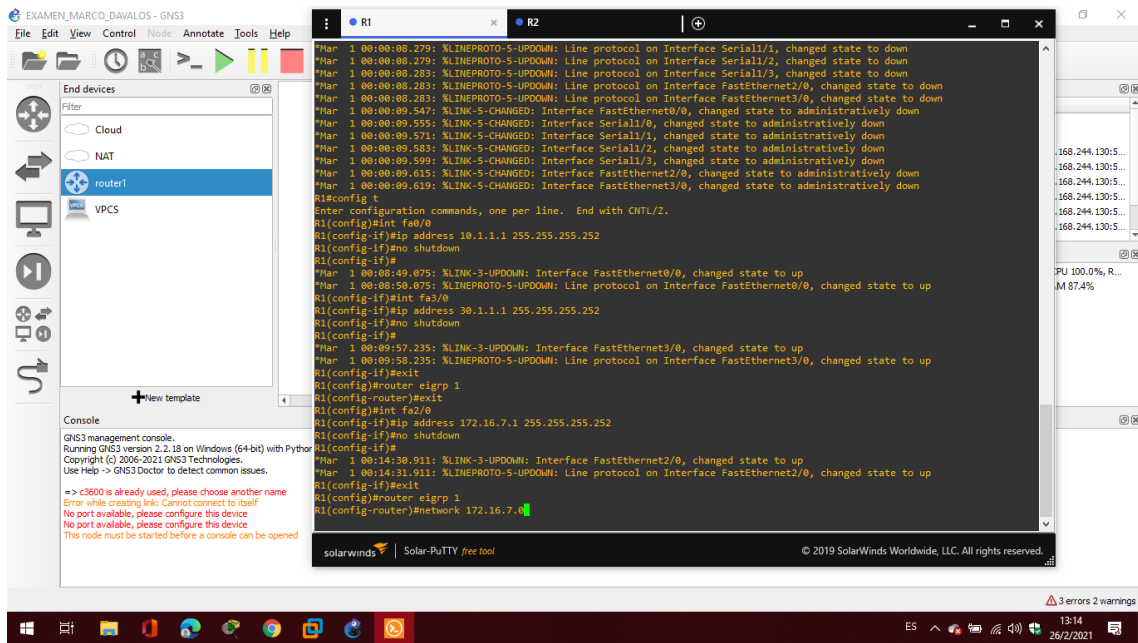 EXAMEN_MARCO_DAVALOS - GNS3
File Edit View Control Node Annotate Tools Help
R1 × R2
End devices
Filter
Cloud
NAT
router1
VPCS
New template
Console
GNS3 management console.
Running GNS3 version 2.2.18 on Windows (64-bit) with Python
Copyright (c) 2006-2021 GNS3 Technologies.
Use Help -> GNS3 Doctor to detect common issues.
=> c3600 is already used, please choose another name
Error while creating link: Cannot connect to itself
No port available, please configure this device
No port available, please configure this device
This node must be started before a console can be opened
*Mar 1 00:00:08.279: %LINEPROTO-5-UPDOWN: Line protocol on Interface Serial1/1, changed state to down
*Mar 1 00:00:08.279: %LINEPROTO-5-UPDOWN: Line protocol on Interface Serial1/2, changed state to down
*Mar 1 00:00:08.283: %LINEPROTO-5-UPDOWN: Line protocol on Interface Serial1/3, changed state to down
*Mar 1 00:00:08.283: %LINEPROTO-5-UPDOWN: Line protocol on Interface FastEthernet2/0, changed state to down
*Mar 1 00:00:08.283: %LINEPROTO-5-UPDOWN: Line protocol on Interface FastEthernet3/0, changed state to down
*Mar 1 00:00:09.547: %LINK-5-CHANGED: Interface FastEthernet0/0, changed state to administratively down
*Mar 1 00:00:09.555: %LINK-5-CHANGED: Interface Serial1/0, changed state to administratively down
*Mar 1 00:00:09.571: %LINK-5-CHANGED: Interface Serial1/1, changed state to administratively down
*Mar 1 00:00:09.583: %LINK-5-CHANGED: Interface Serial1/2, changed state to administratively down
*Mar 1 00:00:09.599: %LINK-5-CHANGED: Interface Serial1/3, changed state to administratively down
*Mar 1 00:00:09.615: %LINK-5-CHANGED: Interface FastEthernet2/0, changed state to administratively down
*Mar 1 00:00:09.619: %LINK-5-CHANGED: Interface FastEthernet3/0, changed state to administratively down
R1#config t
Enter configuration commands, one per line. End with CNTL/Z.
R1(config)#int fa0/0
R1(config-if)#ip address 10.1.1.1 255.255.255.252
R1(config-if)#no shutdown
R1(config-if)#
*Mar 1 00:08:49.075: %LINK-3-UPDOWN: Interface FastEthernet0/0, changed state to up
*Mar 1 00:08:50.075: %LINEPROTO-5-UPDOWN: Line protocol on Interface FastEthernet0/0, changed state to up
R1(config-if)#int fa3/0
R1(config-if)#ip address 30.1.1.1 255.255.255.252
R1(config-if)#no shutdown
R1(config-if)#
*Mar 1 00:09:57.235: %LINK-3-UPDOWN: Interface FastEthernet3/0, changed state to up
*Mar 1 00:09:58.235: %LINEPROTO-5-UPDOWN: Line protocol on Interface FastEthernet3/0, changed state to up
R1(config-if)#exit
R1(config)#router eigrp 1
R1(config-router)#exit
R1(config)#int fa2/0
R1(config-if)#ip address 172.16.7.1 255.255.255.252
R1(config-if)#no shutdown
R1(config-if)#
*Mar 1 00:14:30.911: %LINK-3-UPDOWN: Interface FastEthernet2/0, changed state to up
*Mar 1 00:14:31.911: %LINEPROTO-5-UPDOWN: Line protocol on Interface FastEthernet2/0, changed state to up
R1(config-if)#exit
R1(config)#router eigrp 1
R1(config-router)#network 172.16.7.0
solarwinds | Solar-PuTTY free tool © 2019 SolarWinds Worldwide, LLC. All rights reserved.
.168.244.130:5...
.168.244.130:5...
.168.244.130:5...
.168.244.130:5...
.168.244.130:5...
.168.244.130:5...
CPU 100.0%, R...
AM 87.4%
3 errors 2 warnings
ES 13:14
26/2/2021